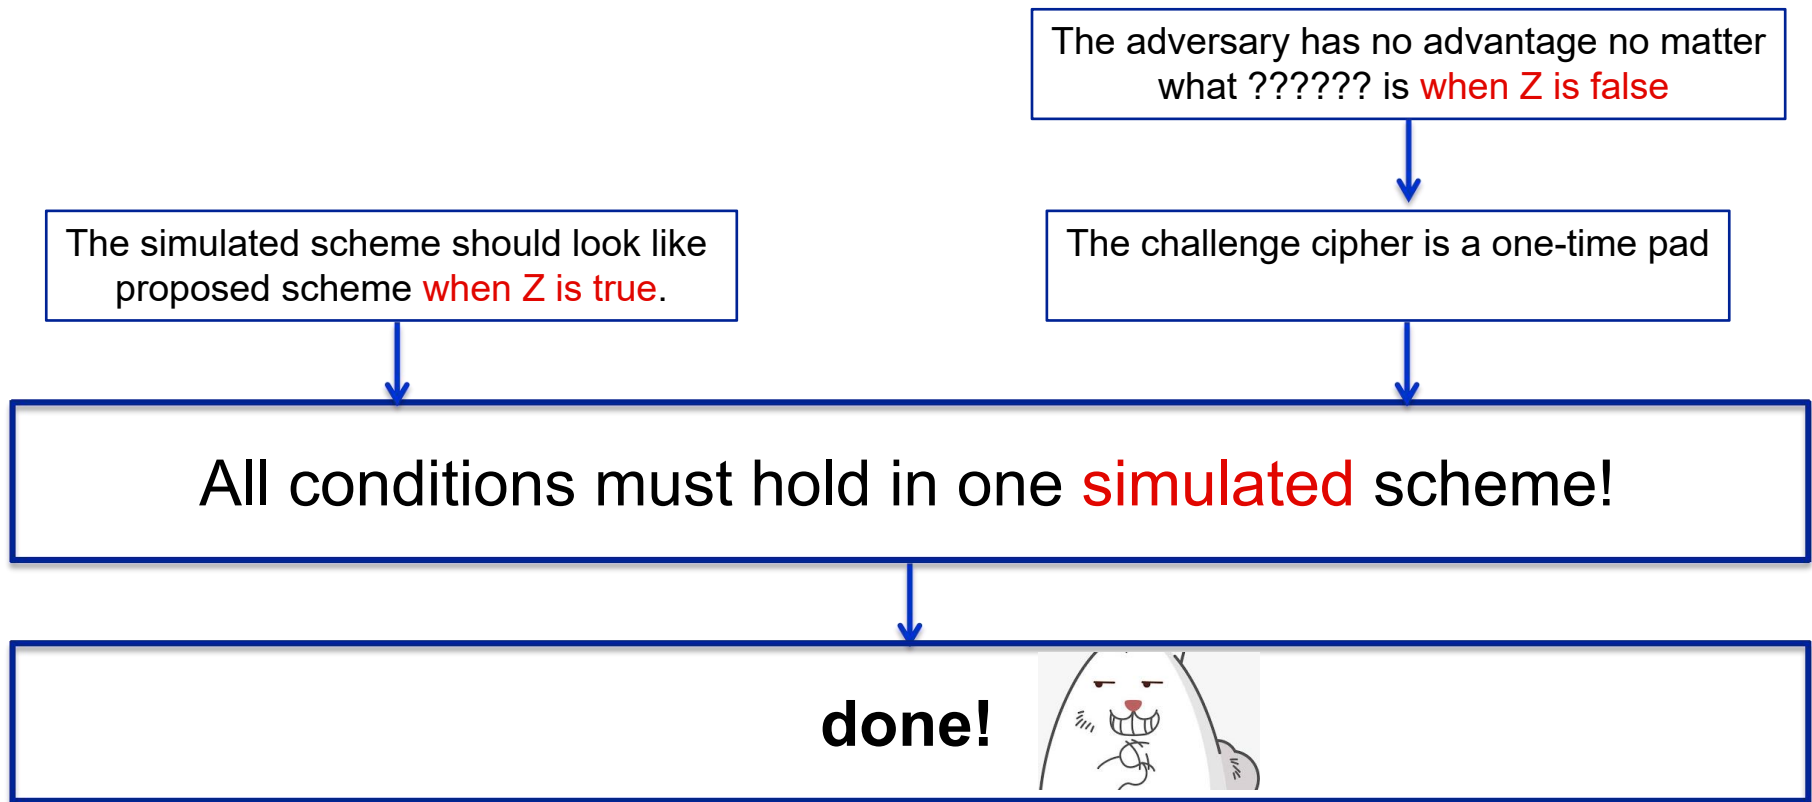 The adversary has no advantage no matter
what ?????? is when Z is false
The simulated scheme should look like
proposed scheme when Z is true.
The challenge cipher is a one-time pad
All conditions must hold in one simulated scheme!
done!